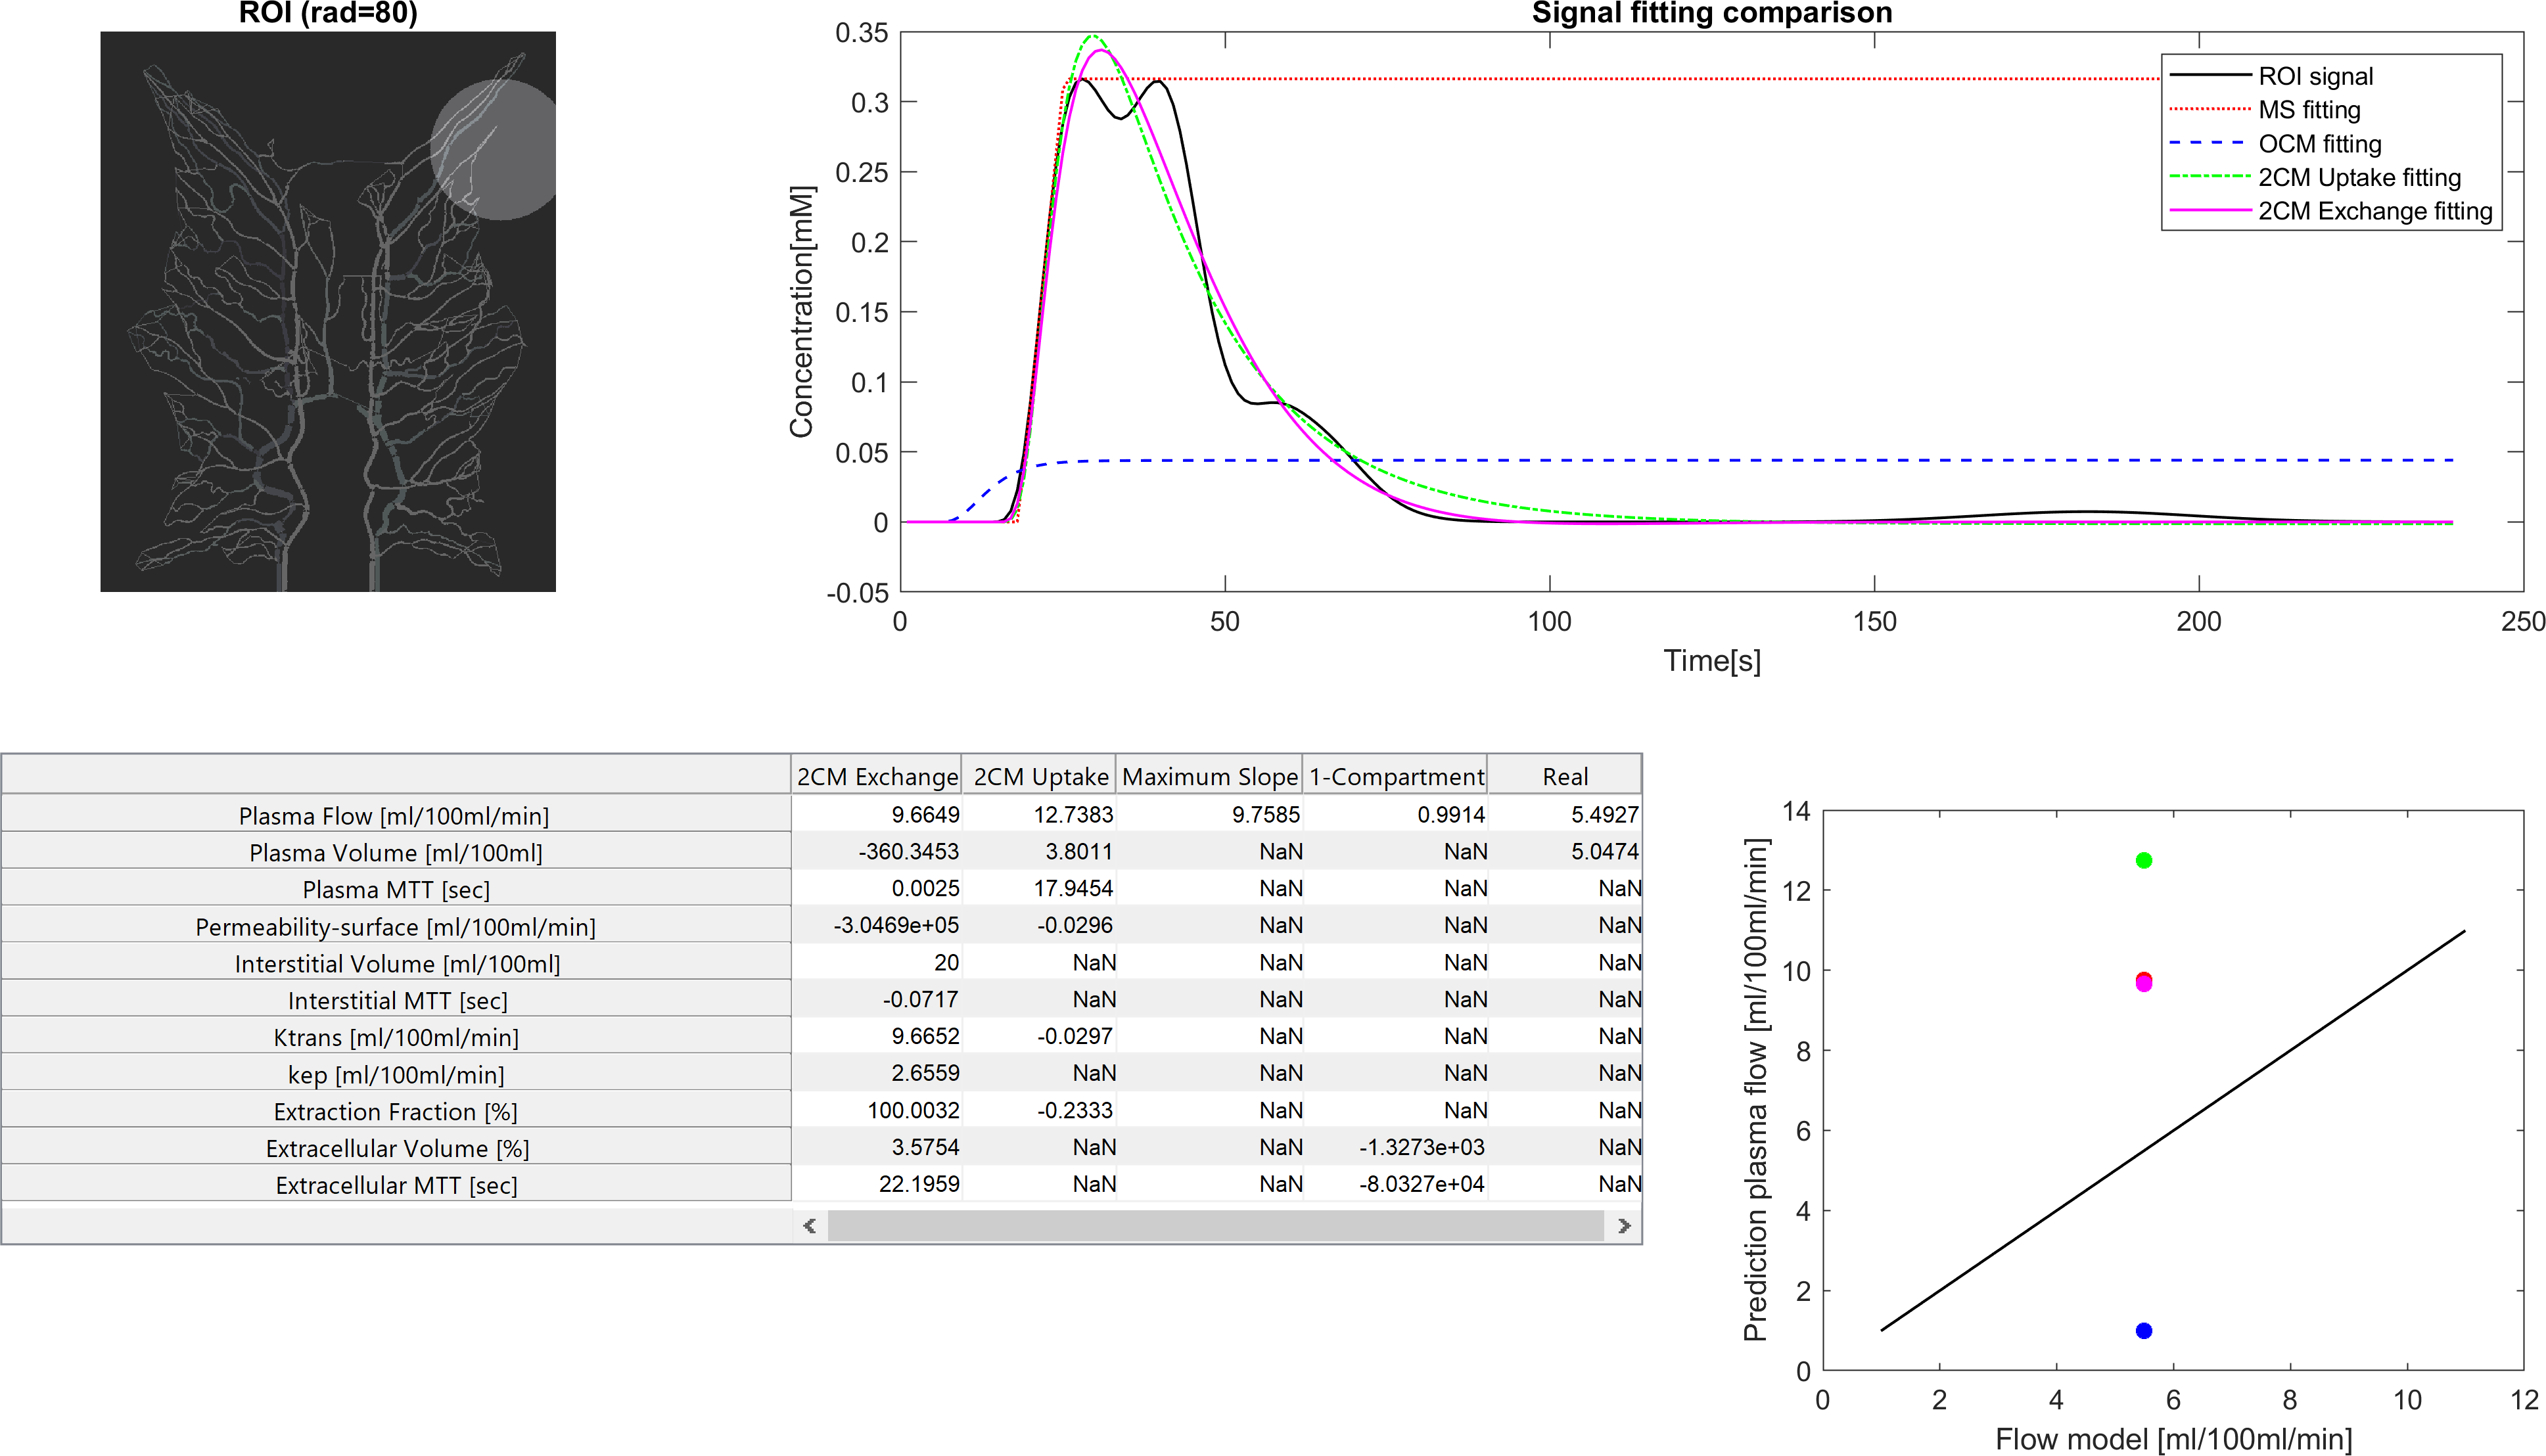 ROI (rad=80)
Signal fitting comparison
Concentration[mM]
0.35
0.3
0.25
0.2
0.15
0.1
0.05
0
-0.05
0 50 100 150 200 250
Time[s]
ROI signal
MS fitting
OCM fitting
2CM Uptake fitting
2CM Exchange fitting
2CM Exchange 2CM Uptake Maximum Slope 1-Compartment Real
Plasma Flow [ml/100ml/min] 9.6649 12.7383 9.7585 0.9914 5.4927
Plasma Volume [ml/100ml] -360.3453 3.8011 NaN NaN 5.0474
Plasma MTT [sec] 0.0025 17.9454 NaN NaN NaN
Permeability-surface [ml/100ml/min] -3.0469e+05 -0.0296 NaN NaN NaN
Interstitial Volume [ml/100ml] 20 NaN NaN NaN NaN
Interstitial MTT [sec] -0.0717 NaN NaN NaN NaN
Ktrans [ml/100ml/min] 9.6652 -0.0297 NaN NaN NaN
kep [ml/100ml/min] 2.6559 NaN NaN NaN NaN
Extraction Fraction [%] 100.0032 -0.2333 NaN NaN NaN
Extracellular Volume [%] 3.5754 NaN NaN -1.3273e+03 NaN
Extracellular MTT [sec] 22.1959 NaN NaN -8.0327e+04 NaN
Prediction plasma flow [ml/100ml/min]
14
12
10
8
6
4
2
0
0 2 4 6 8 10 12
Flow model [ml/100ml/min]